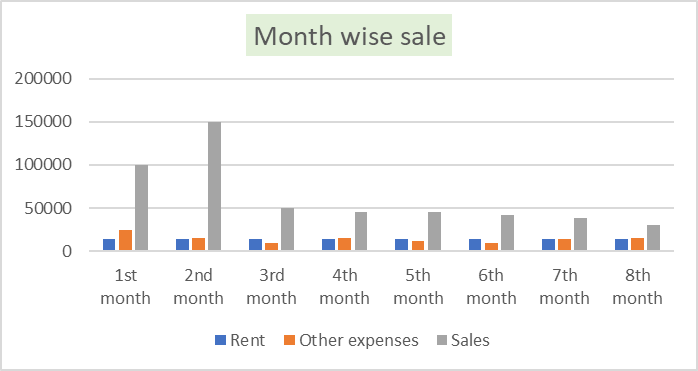 Month wise sale
200000
150000
100000
50000
0
1st month
2nd month
3rd month
4th month
5th month
6th month
7th month
8th month
Rent
Other expenses
Sales